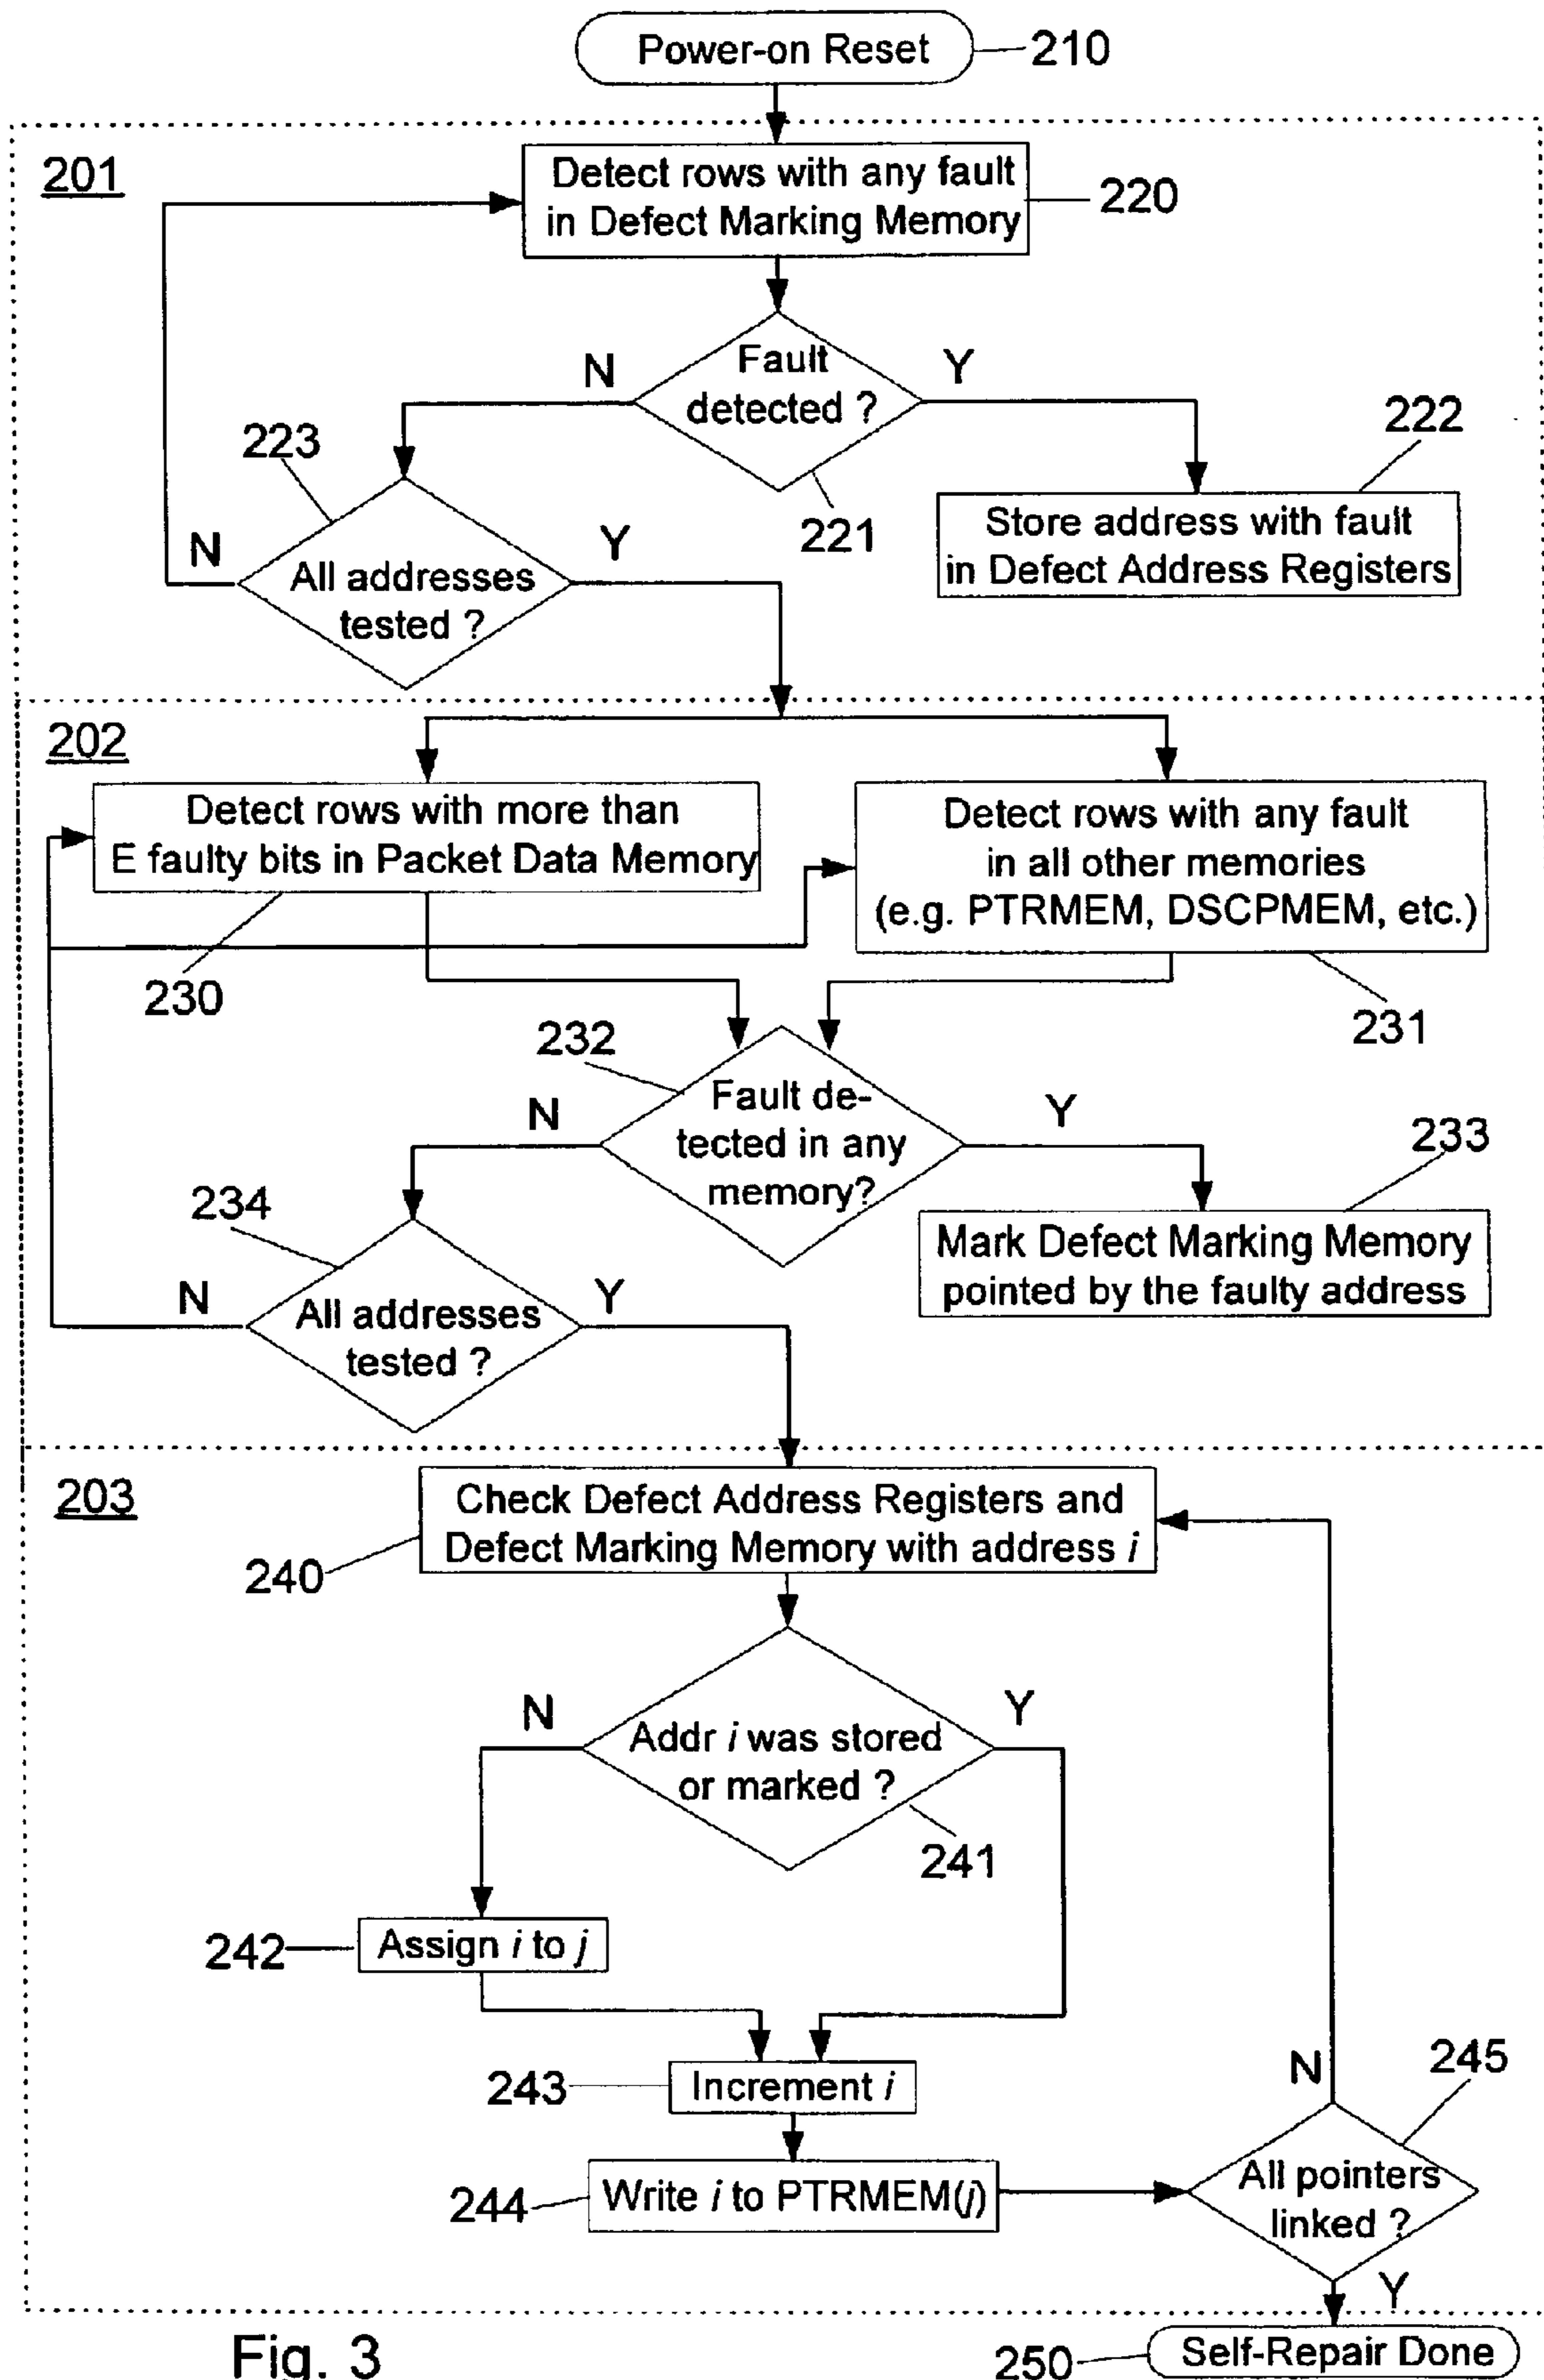 Power-on Reset
210
201
Detect rows with any fault
in Defect Marking Memory
220
Fault
detected ?
N
Y
221
222
Store address with fault
in Defect Address Registers
223
All addresses
tested ?
N
Y
202
Detect rows with more than
E faulty bits in Packet Data Memory
230
Detect rows with any fault
in all other memories
(e.g. PTRMEM, DSCPMEM, etc.)
231
232
Fault de-
tected in any
memory?
N
Y
233
Mark Defect Marking Memory
pointed by the faulty address
234
All addresses
tested ?
N
Y
203
Check Defect Address Registers and
Defect Marking Memory with address i
240
Addr i was stored
or marked ?
N
Y
241
242
Assign i to j
243
Increment i
244
Write i to PTRMEM(j)
245
All pointers
linked ?
N
Y
250
Self-Repair Done
Fig. 3